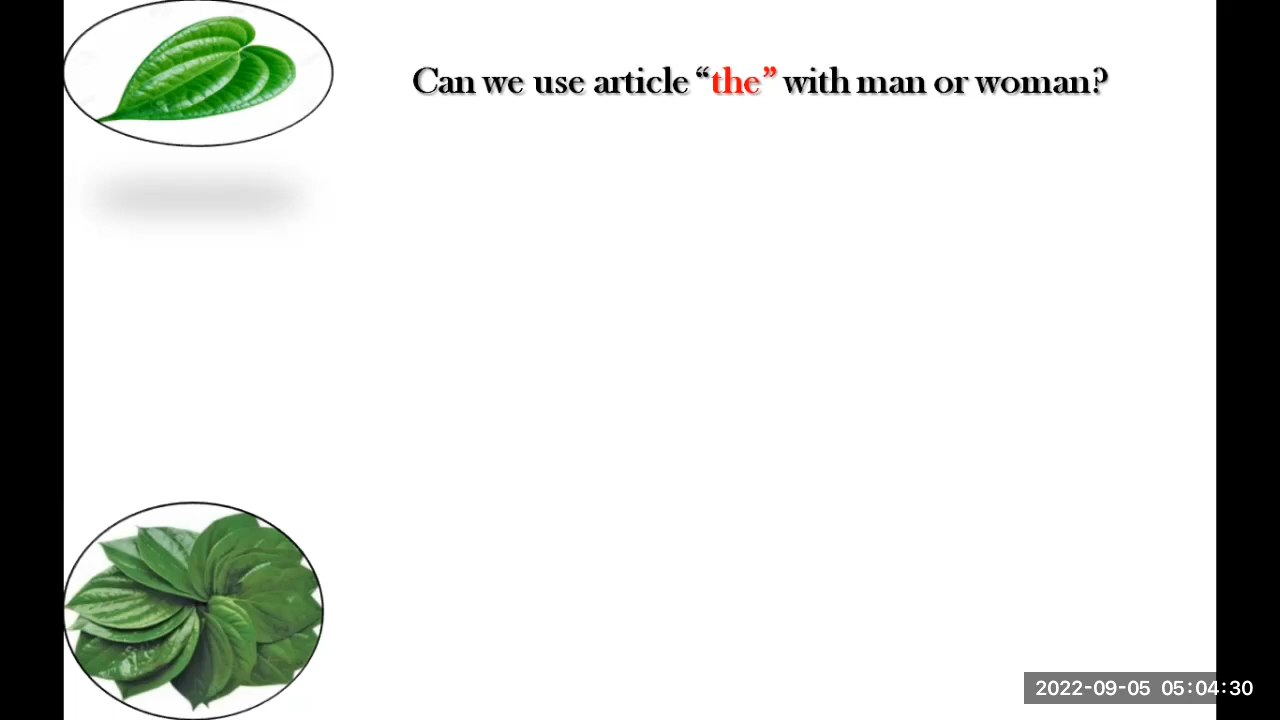 Can we use article “the” with man or woman?
2022-09-05 05:04:30